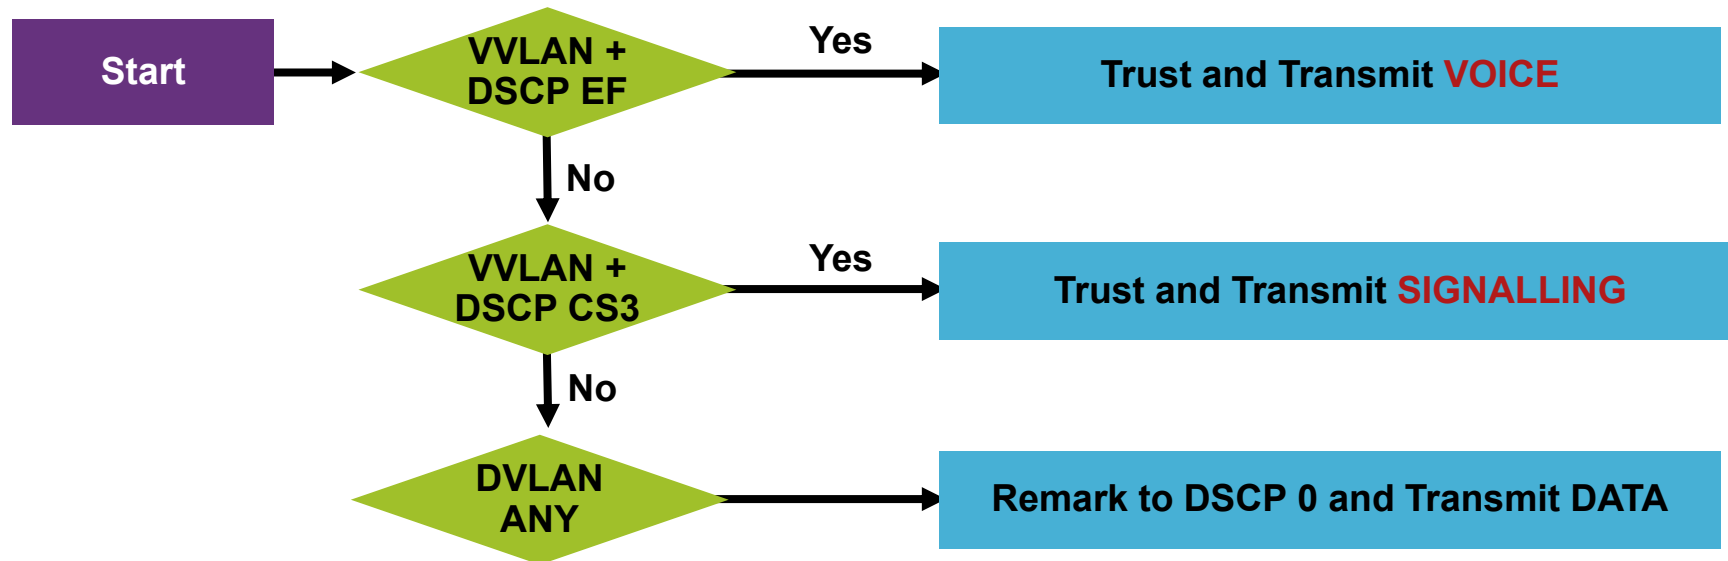 Start
VVLAN +
DSCP EF
Yes
Trust and Transmit VOICE
No
VVLAN +
DSCP CS3
Yes
Trust and Transmit SIGNALLING
No
DVLAN
ANY
Remark to DSCP 0 and Transmit DATA